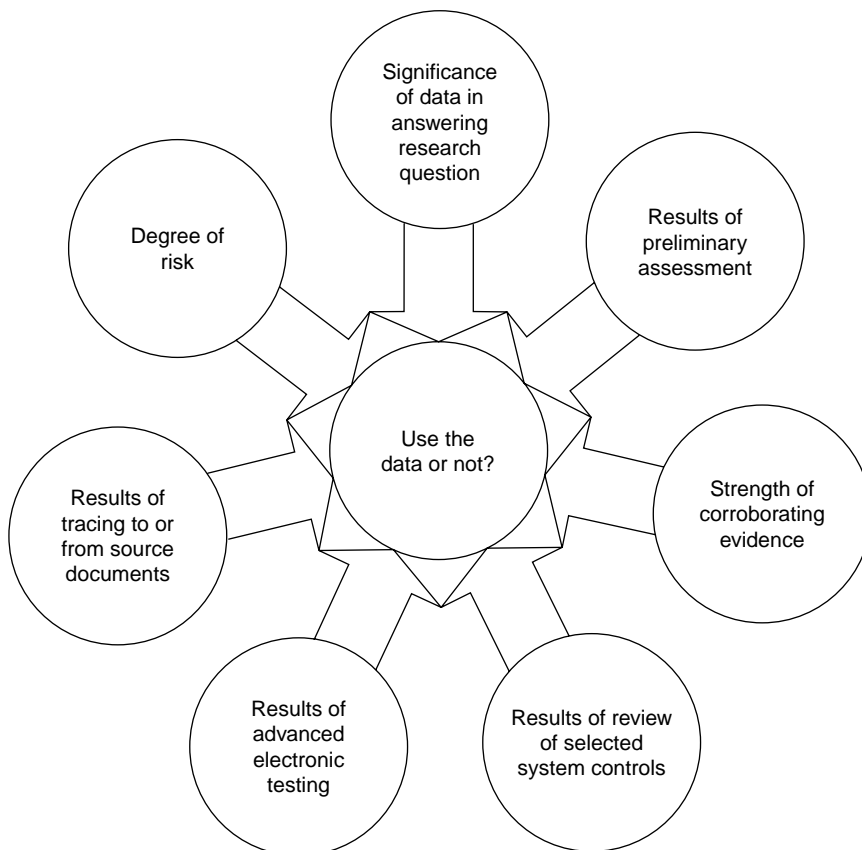 Significance
of data in
answering
research
question
Results of
preliminary
assessment
Strength of
corroborating
evidence
Results of review
of selected
system controls
Results of
advanced
electronic
testing
Results of
tracing to or
from source
documents
Degree of
risk
Use the
data or not?